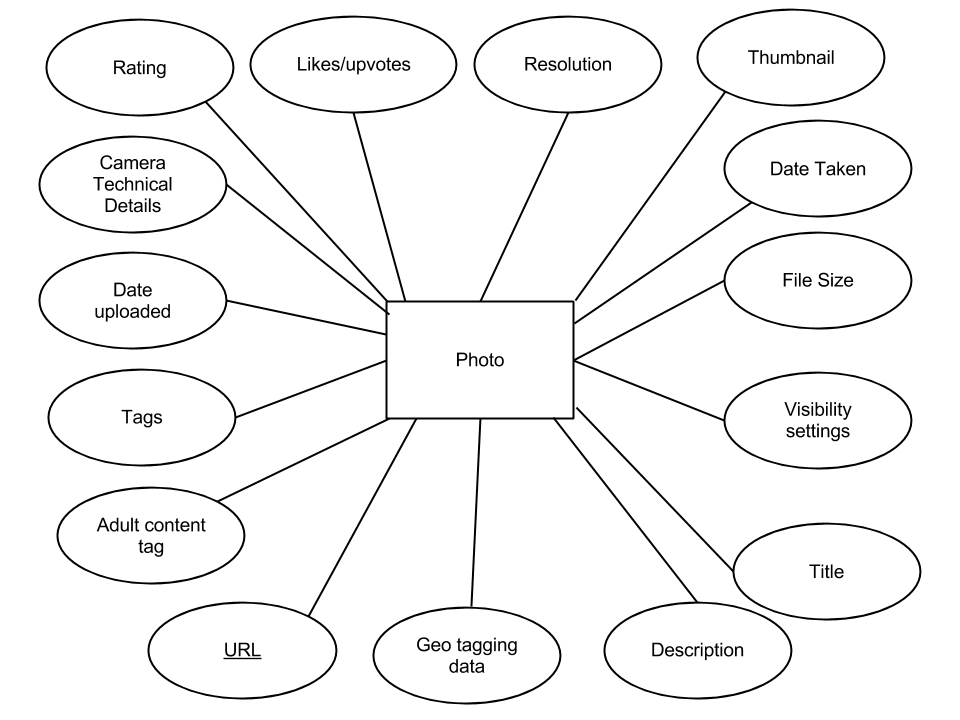 Rating
Likes/upvotes
Resolution
Thumbnail
Camera
Technical
Details
Date Taken
Date
uploaded
File Size
Photo
Tags
Visibility
settings
Adult content
tag
Title
URL
Geo tagging
data
Description